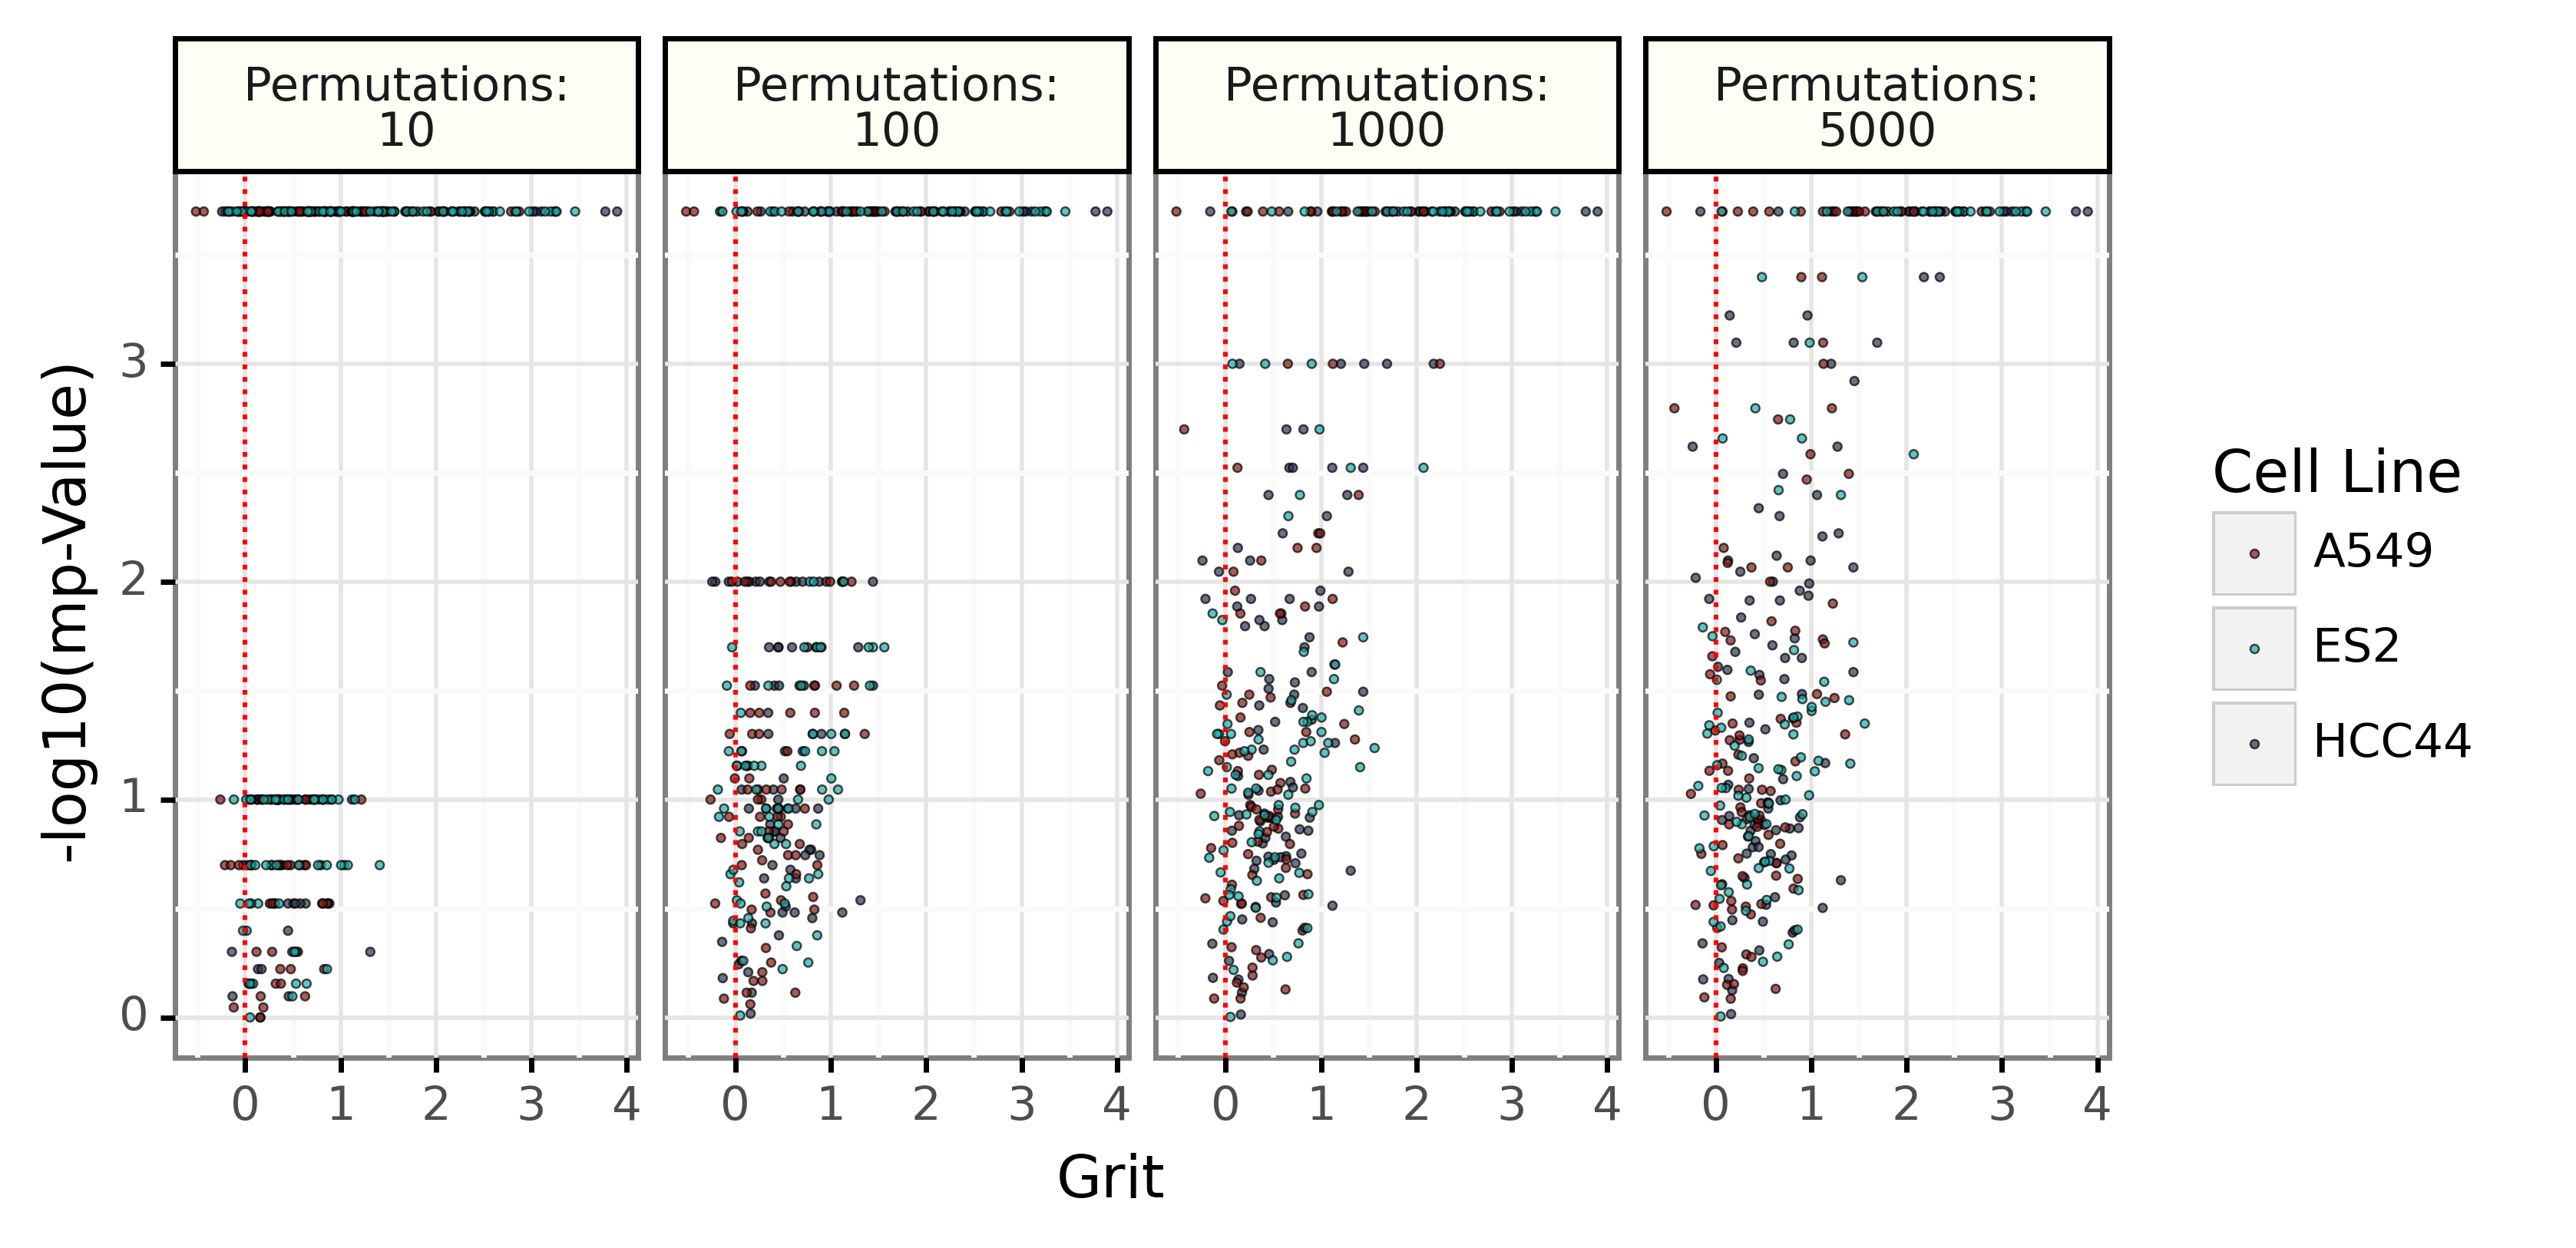 Permutations:
10
Permutations:
100
Permutations:
1000
Permutations:
5000
-log10(mp-Value)
3
2
1
0
0 1 2 3 4
0 1 2 3 4
0 1 2 3 4
0 1 2 3 4
Grit
Cell Line
A549
ES2
HCC44